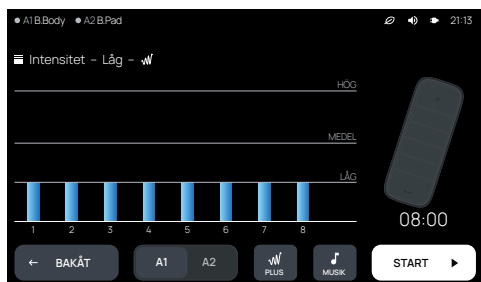 A1 B.Body A2 B.Pad 21:13
Intensitet – Låg –
HÖG
MEDEL
LÅG
1 2 3 4 5 6 7 8
08:00
← BAKÅT A1 A2 PLUS MUSIK START